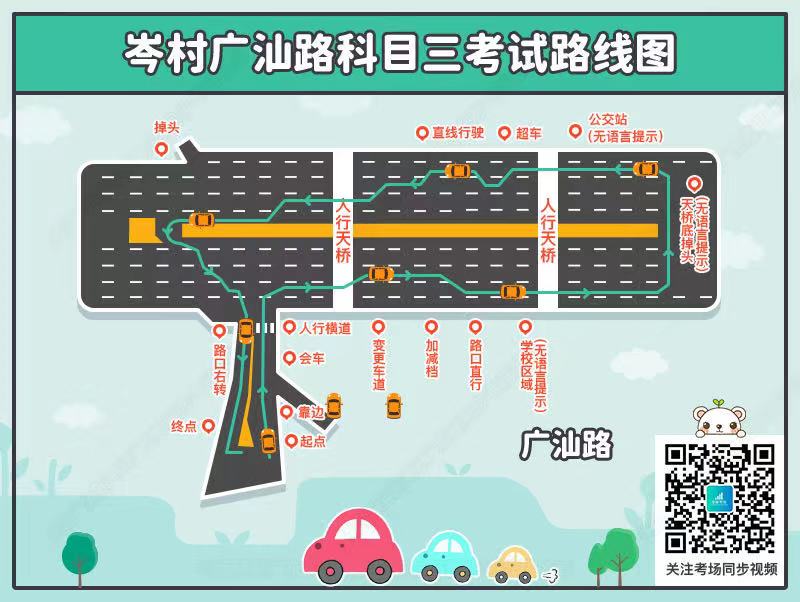 岑村广汕路科目三考试路线图
掉头
直线行驶
超车
公交站
(无语言提示)
人行天桥
人行天桥
天桥底掉头
(无语言提示)
人行横道
会车
靠边
起点
终点
路口右转
变更车道
加减档
路口直行
学校区域
(无语言提示)
广汕路
关注考场同步视频